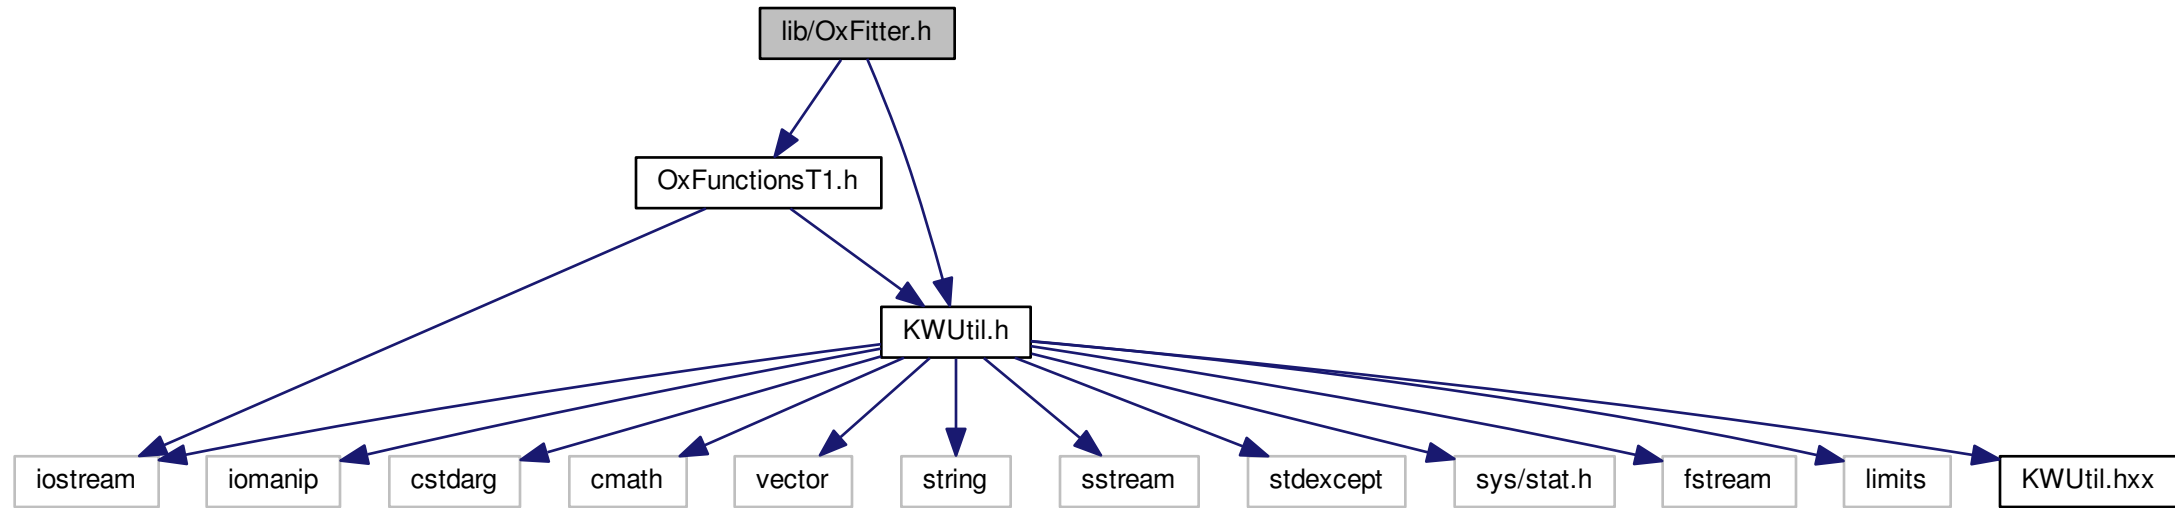 lib/OxFitter.h
OxFunctionsT1.h
KWUtil.h
iostream
iomanip
cstdarg
cmath
vector
string
sstream
stdexcept
sys/stat.h
fstream
limits
KWUtil.hxx